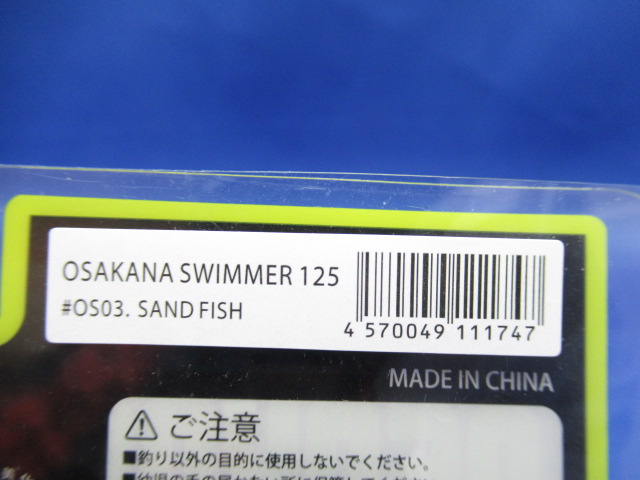 OSAKANA SWIMMER 125
#OS03. SAND FISH
4 570049 111747
MADE IN CHINA
⚠ ご注意
■釣り以外の目的に使用しないでください。